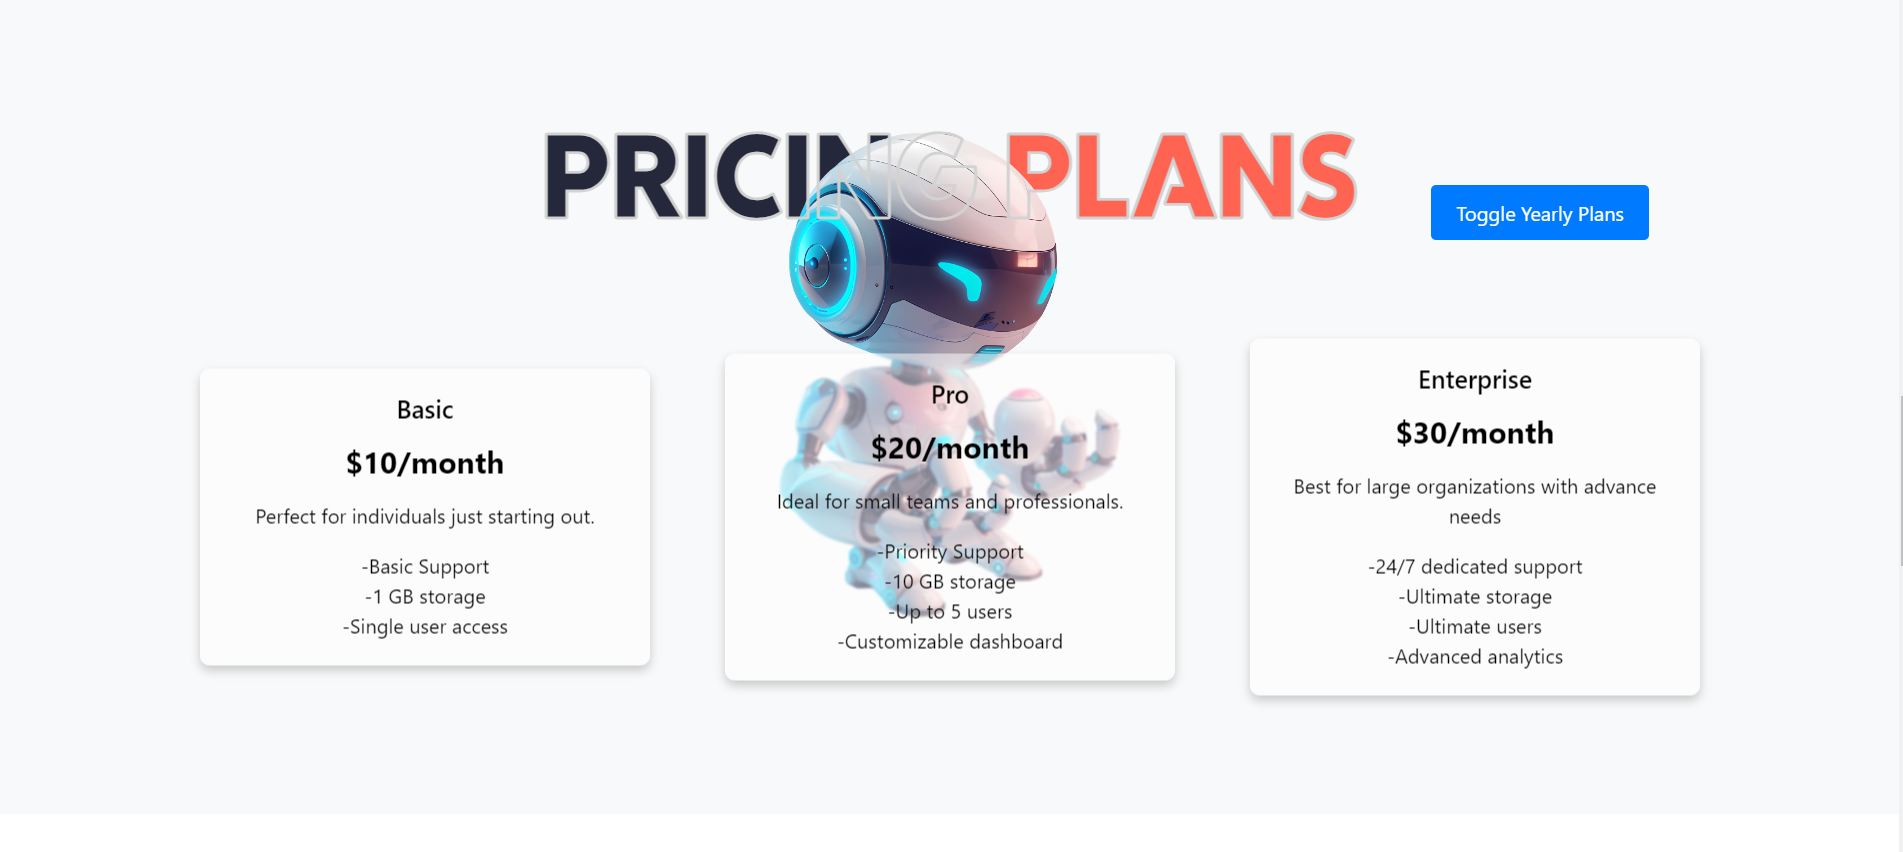 PRICING PLANS
Toggle Yearly Plans
Basic
$10/month
Perfect for individuals just starting out.
-Basic Support
-1 GB storage
-Single user access
Pro
$20/month
Ideal for small teams and professionals.
-Priority Support
-10 GB storage
-Up to 5 users
-Customizable dashboard
Enterprise
$30/month
Best for large organizations with advance
needs
-24/7 dedicated support
-Ultimate storage
-Ultimate users
-Advanced analytics